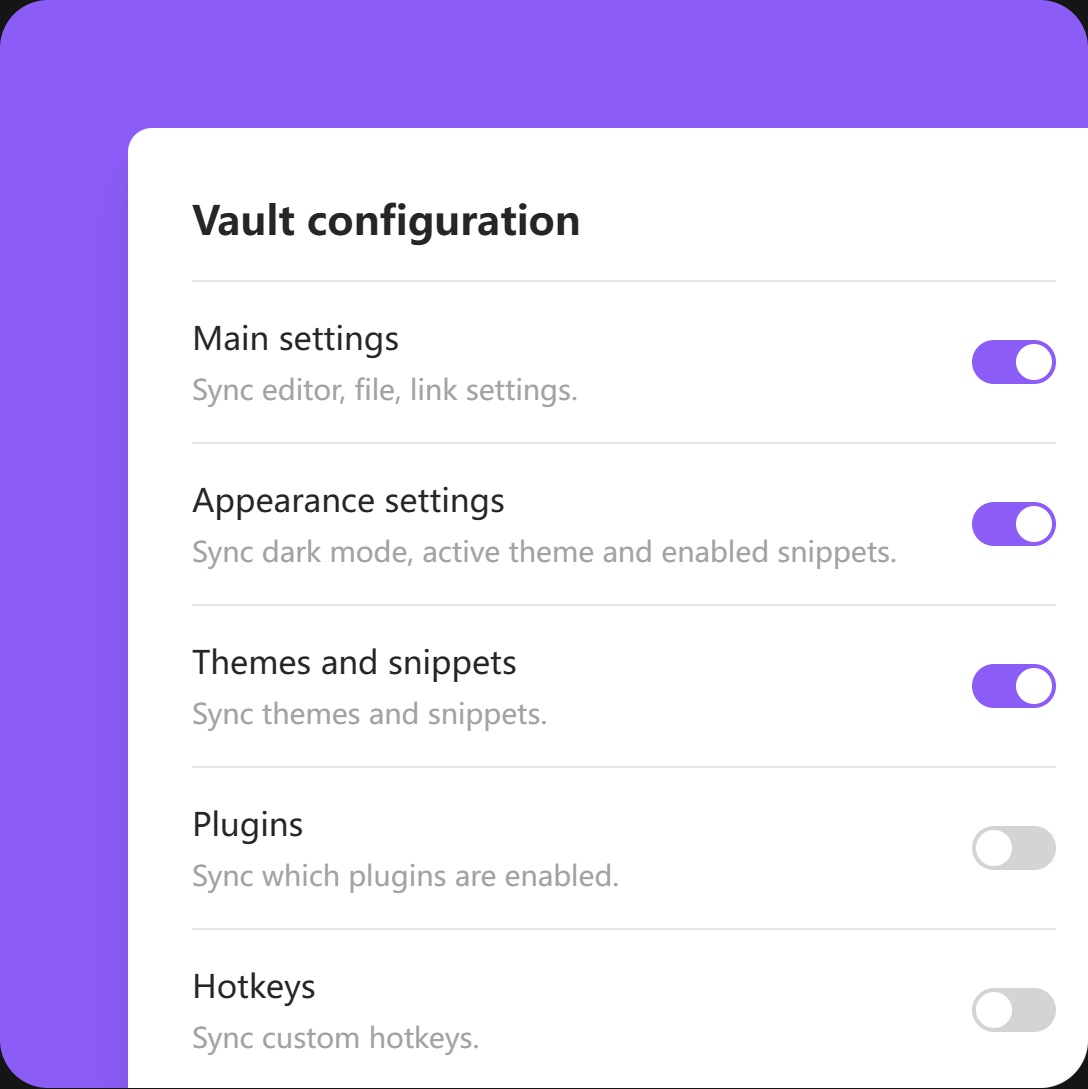 Vault configuration
Main settings
Sync editor, file, link settings.
Appearance settings
Sync dark mode, active theme and enabled snippets.
Themes and snippets
Sync themes and snippets.
Plugins
Sync which plugins are enabled.
Hotkeys
Sync custom hotkeys.